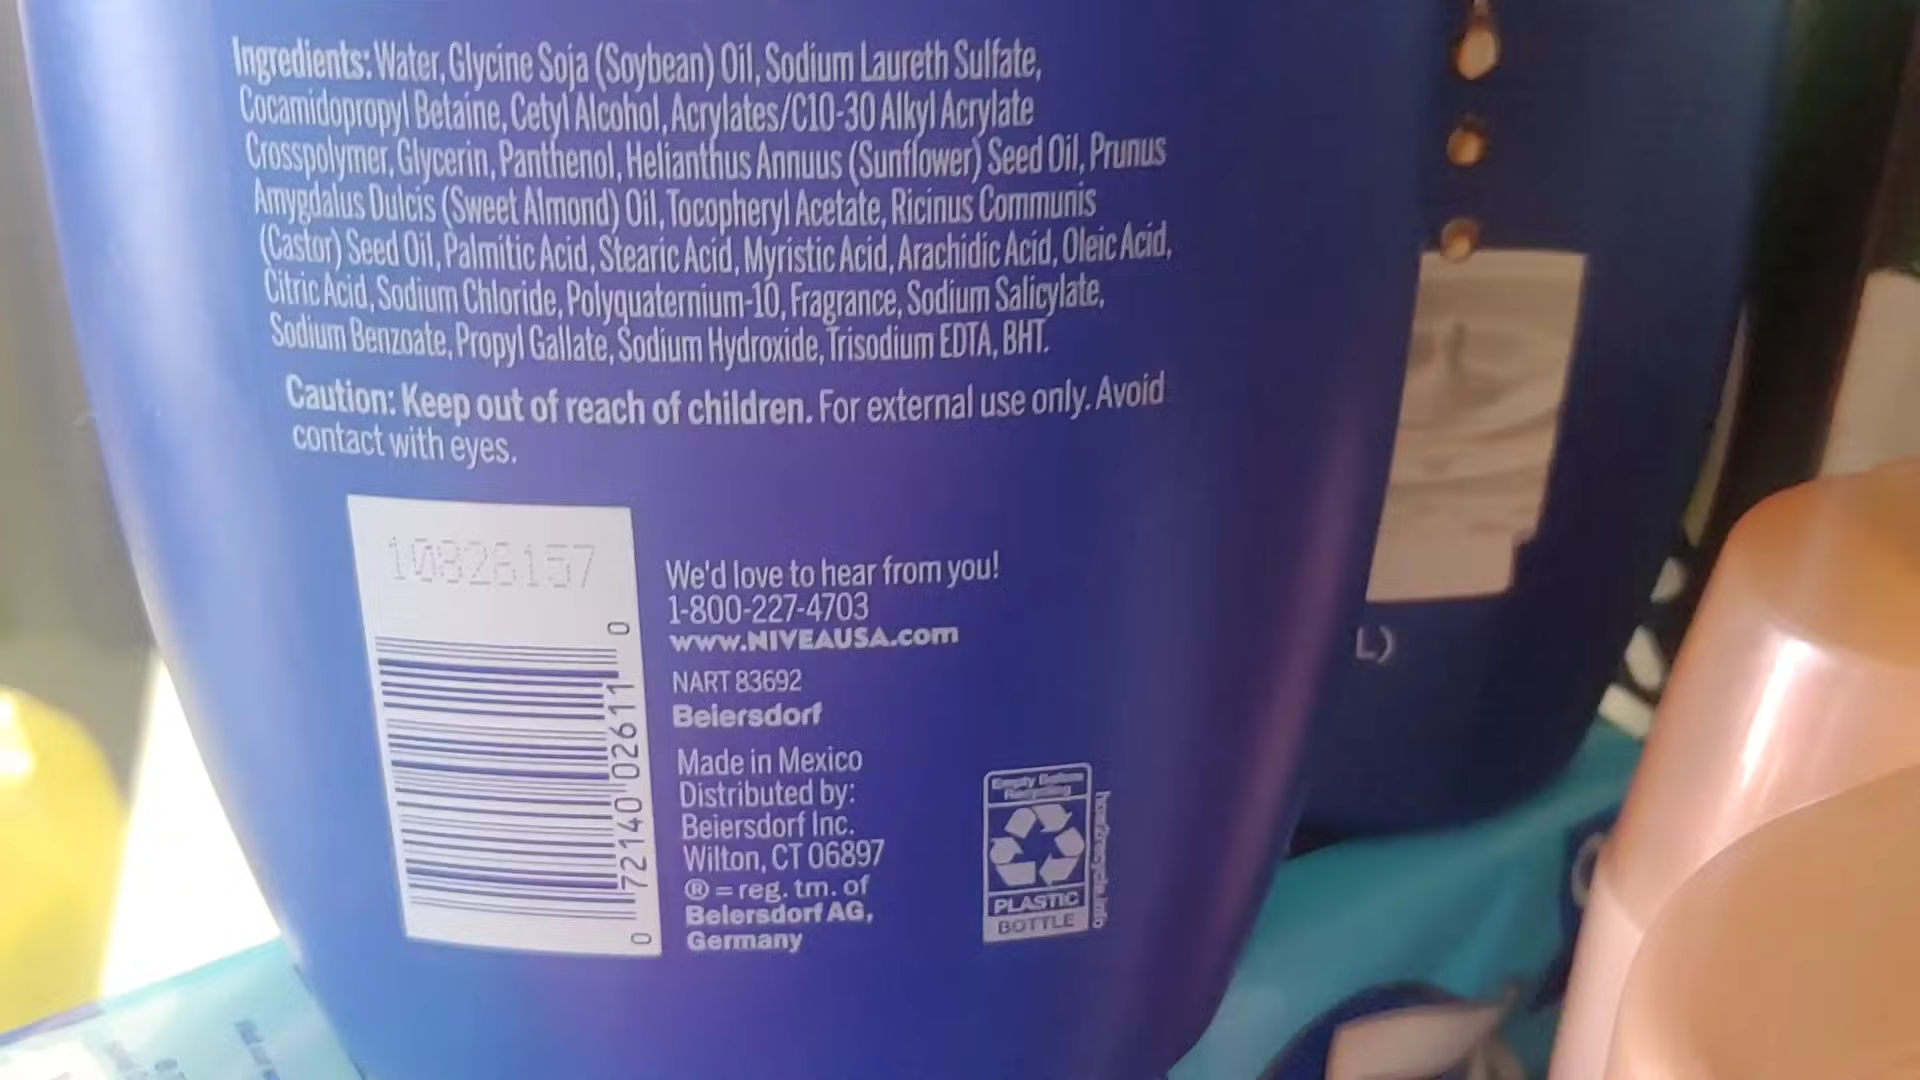 Ingredients: Water, Glycine Soja (Soybean) Oil, Sodium Laureth Sulfate,
Cocamidopropyl Betaine, Cetyl Alcohol, Acrylates/C10-30 Alkyl Acrylate
Crosspolymer, Glycerin, Panthenol, Helianthus Annuus (Sunflower) Seed Oil, Prunus
Amygdalus Dulcis (Sweet Almond) Oil, Tocopheryl Acetate, Ricinus Communis
(Castor) Seed Oil, Palmitic Acid, Stearic Acid, Myristic Acid, Arachidic Acid, Oleic Acid,
Citric Acid, Sodium Chloride, Polyquaternium-10, Fragrance, Sodium Salicylate,
Sodium Benzoate, Propyl Gallate, Sodium Hydroxide, Trisodium EDTA, BHT.
Caution: Keep out of reach of children. For external use only. Avoid
contact with eyes.
10826157
0 72140 02611 0
We'd love to hear from you!
1-800-227-4703
www.NIVEAUSA.com
NART 83692
Beiersdorf
Made in Mexico
Distributed by:
Beiersdorf Inc.
Wilton, CT 06897
® = reg. tm. of
Beiersdorf AG,
Germany
Empty Before
Recycling
PLASTIC
BOTTLE
how2recycle.info
L)